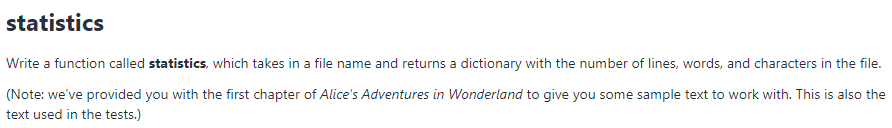 statistics
Write a function called statistics, which takes in a file name and returns a dictionary with the number of lines, words, and characters in the file.
(Note: we've provided you with the first chapter of Alice's Adventures in Wonderland to give you some sample text to work with. This is also the
text used in the tests.)